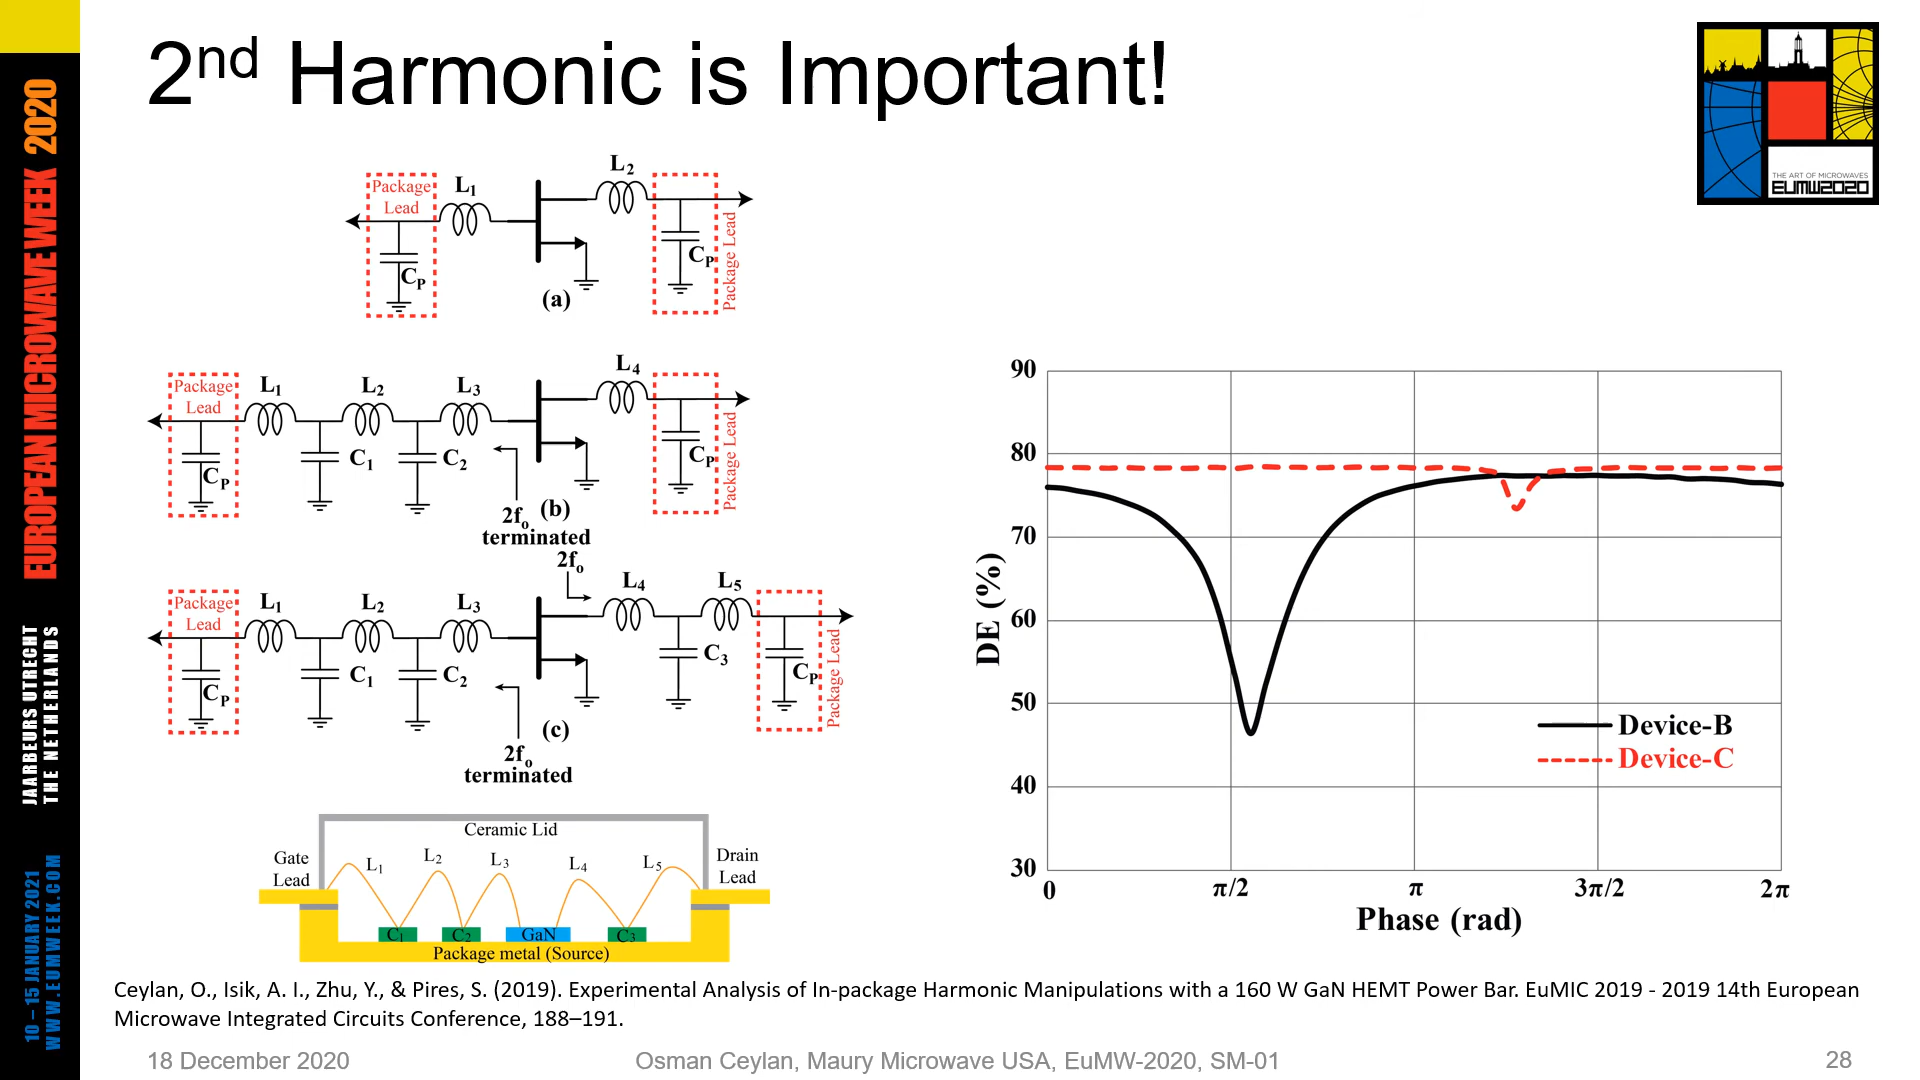 2nd Harmonic is Important!
EUROPEAN MICROWAVE WEEK 2020
JAARBEURS UTRECHT
THE NETHERLANDS
10 – 15 JANUARY 2021
WWW.EUMWEEK.COM
THE ART OF MICROWAVES
EUMW2020
Package
Lead
L1
L2
CP
CP
Package Lead
(a)
Package
Lead
L1
L2
L3
L4
CP
C1
C2
CP
Package Lead
2fo
terminated
(b)
Package
Lead
L1
L2
L3
2fo
L4
L5
CP
C1
C2
C3
CP
Package Lead
2fo
terminated
(c)
Ceramic Lid
Gate
Lead
L1
L2
L3
L4
L5
Drain
Lead
C1
C2
GaN
C3
Package metal (Source)
DE (%)
90
80
70
60
50
40
30
0
π/2
π
3π/2
2π
Phase (rad)
Device-B
Device-C
Ceylan, O., Isik, A. I., Zhu, Y., & Pires, S. (2019). Experimental Analysis of In-package Harmonic Manipulations with a 160 W GaN HEMT Power Bar. EuMIC 2019 - 2019 14th European
Microwave Integrated Circuits Conference, 188–191.
18 December 2020
Osman Ceylan, Maury Microwave USA, EuMW-2020, SM-01
28